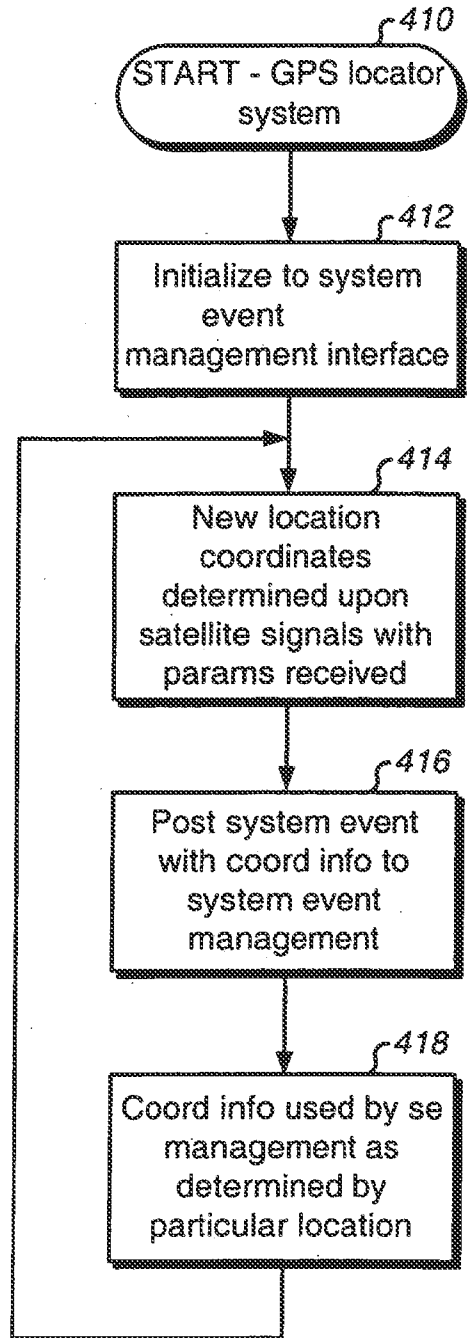 410
START - GPS locator
system
412
Initialize to system
event
management interface
414
New location
coordinates
determined upon
satellite signals with
params received
416
Post system event
with coord info to
system event
management
418
Coord info used by se
management as
determined by
particular location